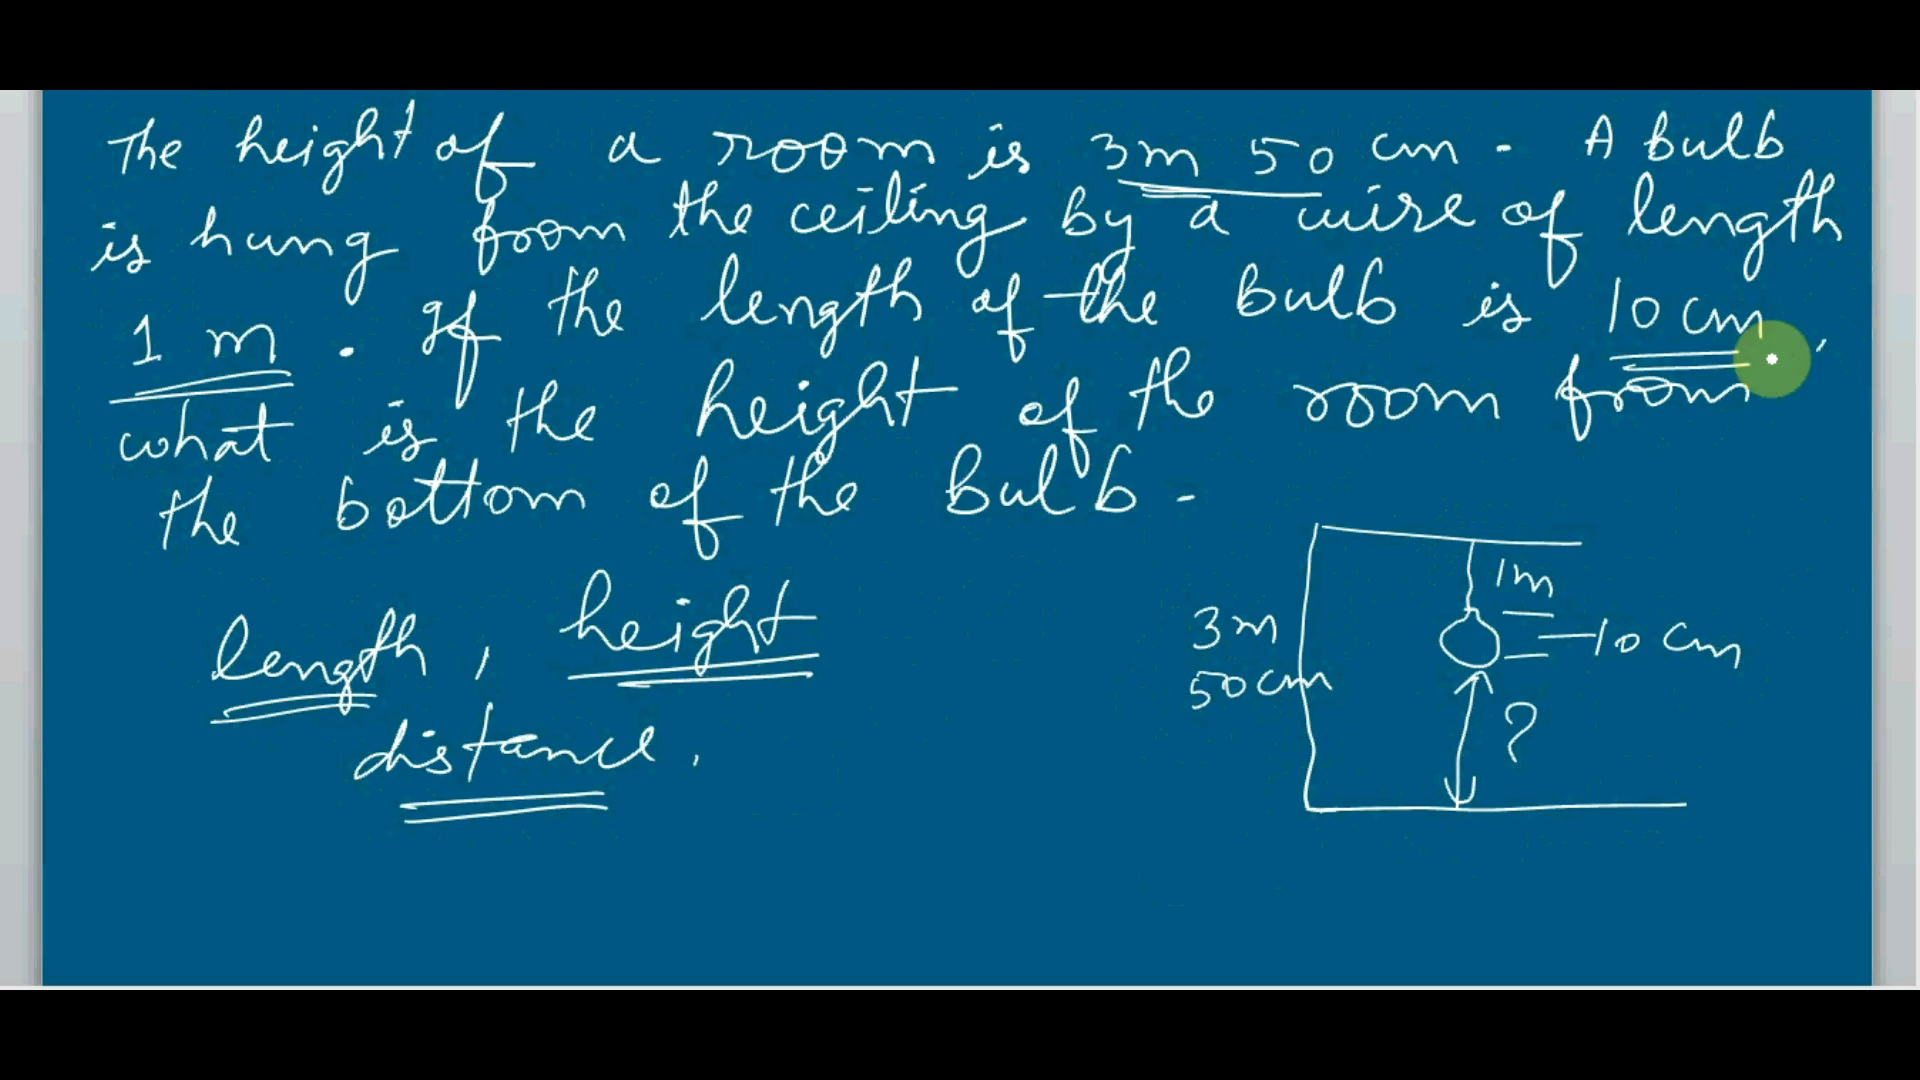 The height of a room is 3m 50 cm. A bulb
is hung from the ceiling by a wire of length
1 m. If the length of the bulb is 10 cm,
what is the height of the room from
the bottom of the Bulb.
length, height
distance.
1m
3m
50cm
10 cm
?